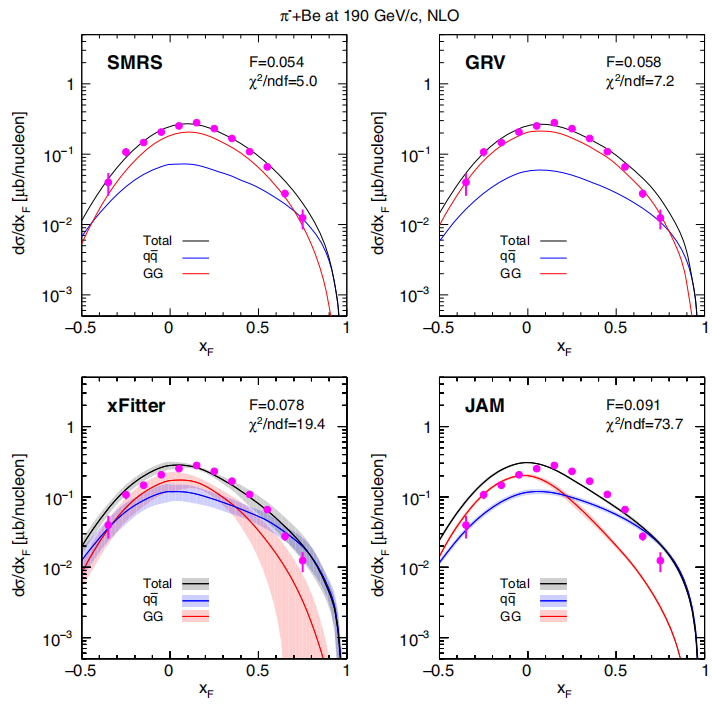 π⁻+Be at 190 GeV/c, NLO
SMRS
F=0.054
χ²/ndf=5.0
dσ/dx_F [μb/nucleon]
1
10⁻¹
10⁻²
10⁻³
Total
qq̅
GG
−0.5 0 0.5 1
x_F
GRV
F=0.058
χ²/ndf=7.2
dσ/dx_F [μb/nucleon]
1
10⁻¹
10⁻²
10⁻³
Total
qq̅
GG
−0.5 0 0.5 1
x_F
xFitter
F=0.078
χ²/ndf=19.4
dσ/dx_F [μb/nucleon]
1
10⁻¹
10⁻²
10⁻³
Total
qq̅
GG
−0.5 0 0.5 1
x_F
JAM
F=0.091
χ²/ndf=73.7
dσ/dx_F [μb/nucleon]
1
10⁻¹
10⁻²
10⁻³
Total
qq̅
GG
−0.5 0 0.5 1
x_F